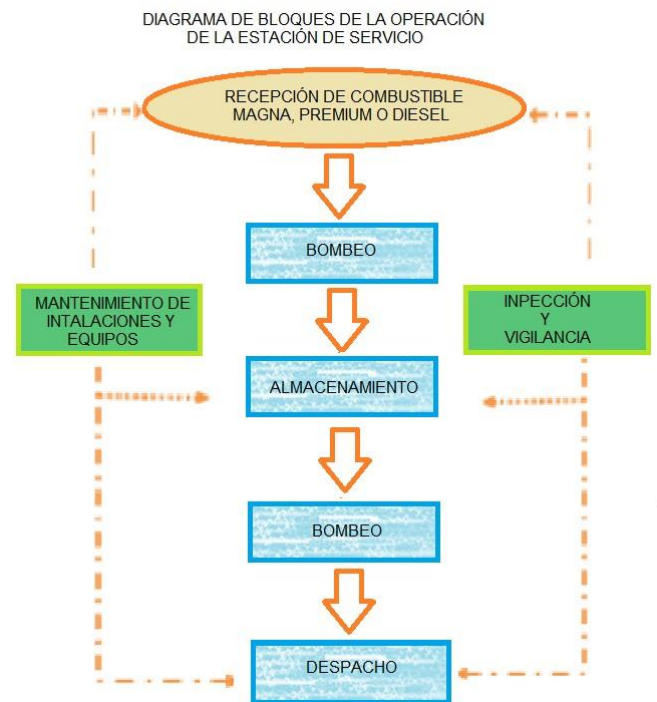 DIAGRAMA DE BLOQUES DE LA OPERACIÓN
DE LA ESTACIÓN DE SERVICIO
RECEPCIÓN DE COMBUSTIBLE
MAGNA, PREMIUM O DIESEL
BOMBEO
MANTENIMIENTO DE
INTALACIONES Y
EQUIPOS
INPECCIÓN
Y
VIGILANCIA
ALMACENAMIENTO
BOMBEO
DESPACHO